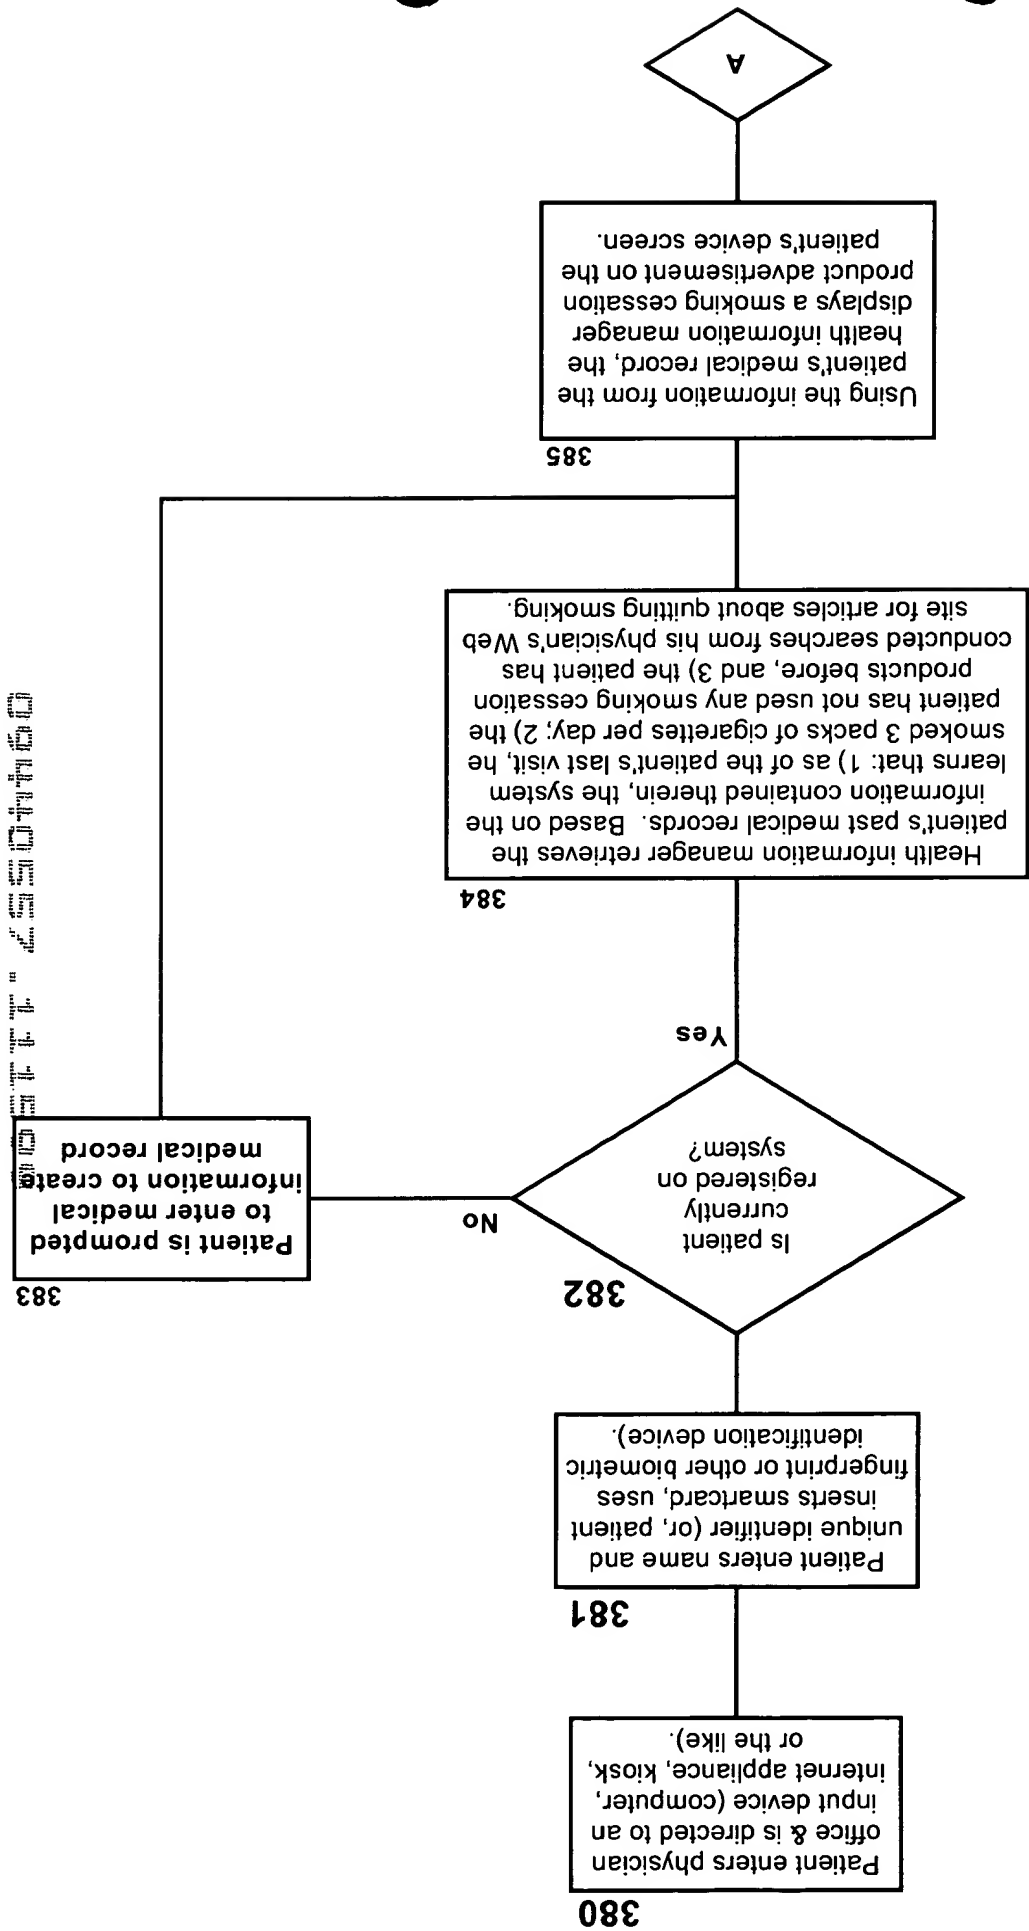 380
Patient enters physician
office & is directed to an
input device (computer,
internet appliance, kiosk,
or the like).
381
Patient enters name and
unique identifier (or, patient
inserts smartcard, uses
fingerprint or other biometric
identification device).
382
Is patient
currently
registered on
system?
No
Yes
383
Patient is prompted
to enter medical
information to create
medical record
384
Health information manager retrieves the
patient's past medical records. Based on the
information contained therein, the system
learns that: 1) as of the patient's last visit, he
smoked 3 packs of cigarettes per day; 2) the
patient has not used any smoking cessation
products before, and 3) the patient has
conducted searches from his physician's Web
site for articles about quitting smoking.
385
Using the information from the
patient's medical record, the
health information manager
displays a smoking cessation
product advertisement on the
patient's device screen.
A